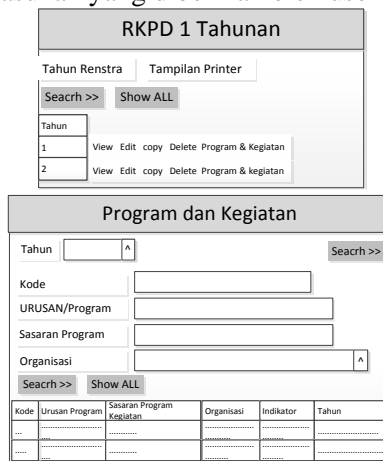 RKPD 1 Tahunan
Tahun Renstra Tampilan Printer
Seacrh >> Show ALL
Tahun
1 View Edit copy Delete Program & Kegiatan
2 View Edit copy Delete Program & kegiatan
Program dan Kegiatan
Tahun ^ Seacrh >>
Kode
URUSAN/Program
Sasaran Program
Organisasi ^
Seacrh >> Show ALL
Kode Urusan Program Sasaran Program Kegiatan Organisasi Indikator Tahun